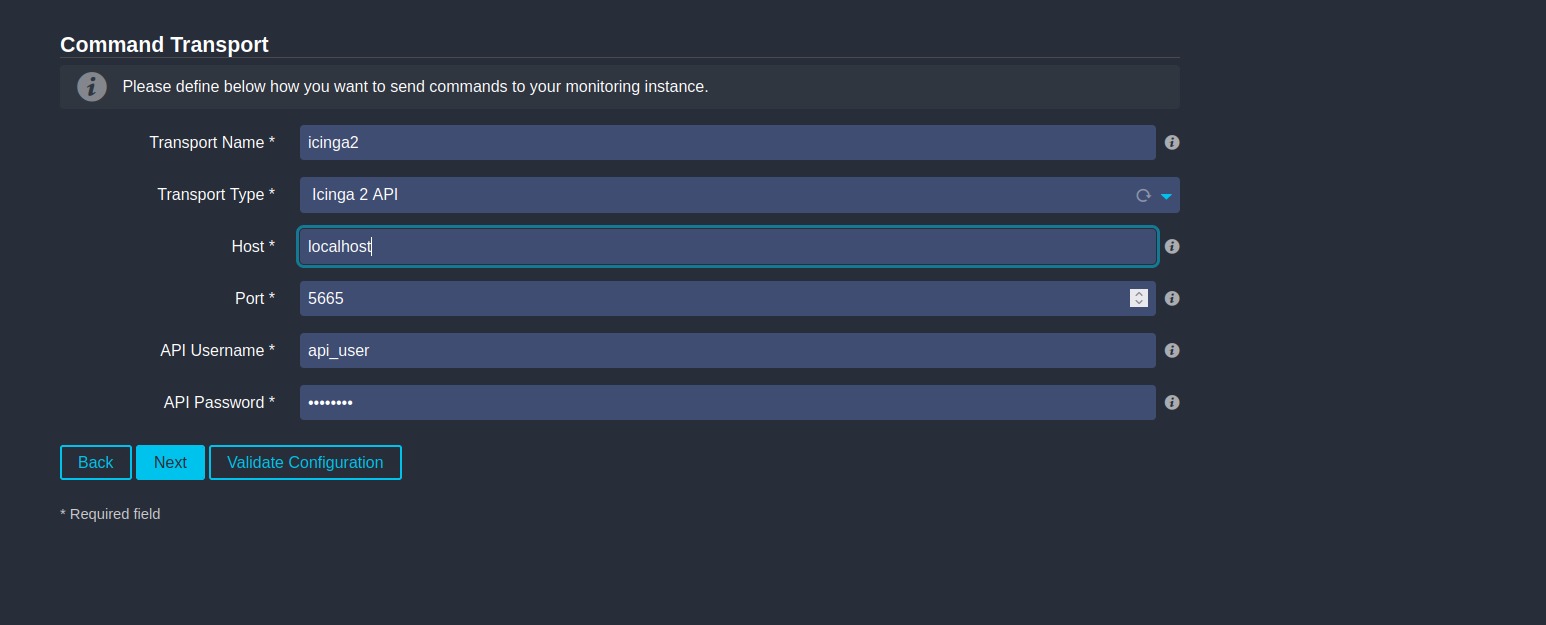 Command Transport
Please define below how you want to send commands to your monitoring instance.
Transport Name * icinga2
Transport Type * Icinga 2 API
Host * localhost
Port * 5665
API Username * api_user
API Password * ••••••••
Back Next Validate Configuration
* Required field